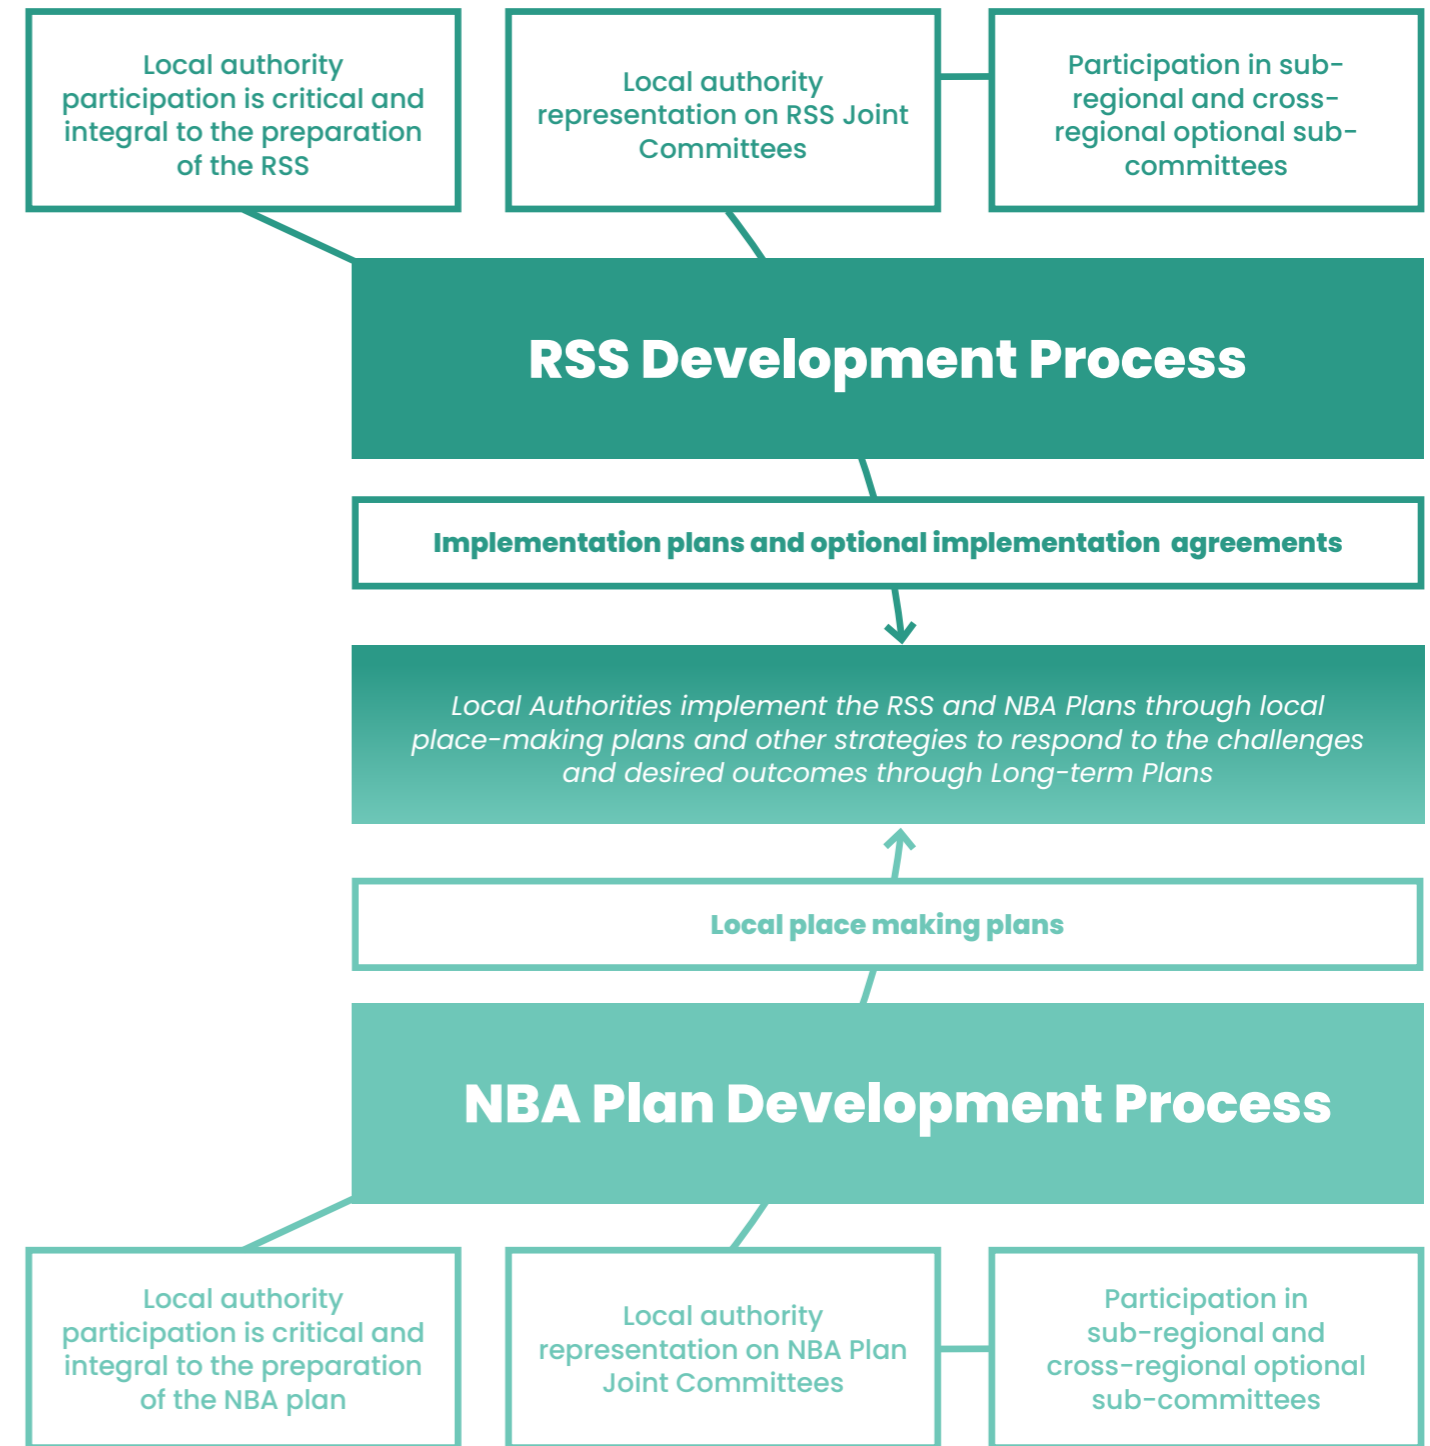 Local authority
participation is critical and
integral to the preparation
of the RSS
Local authority
representation on RSS Joint
Committees
Participation in sub-
regional and cross-
regional optional sub-
committees
RSS Development Process
Implementation plans and optional implementation agreements
Local Authorities implement the RSS and NBA Plans through local
place-making plans and other strategies to respond to the challenges
and desired outcomes through Long-term Plans
Local place making plans
NBA Plan Development Process
Local authority
participation is critical and
integral to the preparation
of the NBA plan
Local authority
representation on NBA Plan
Joint Committees
Participation in
sub-regional and
cross-regional optional
sub-committees